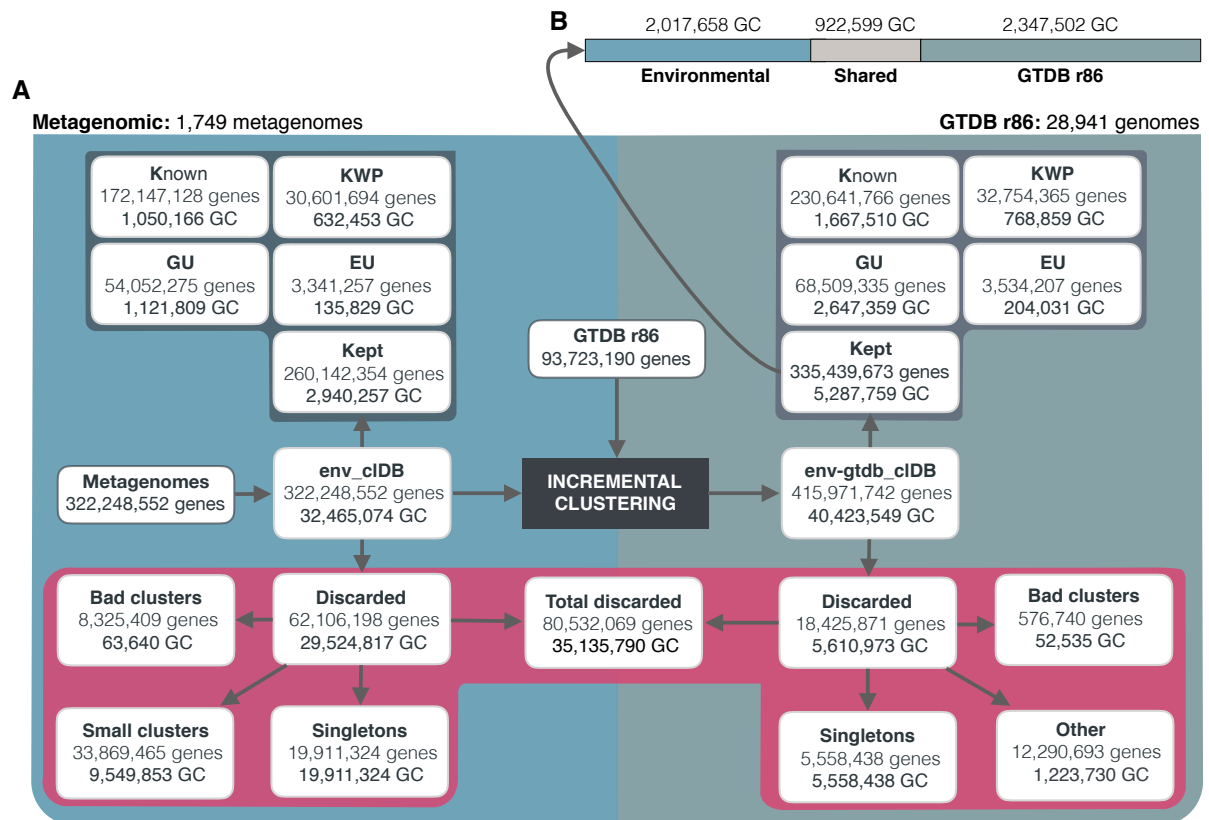 B
2,017,658 GC
922,599 GC
2,347,502 GC
Environmental
Shared
GTDB r86
A
Metagenomic: 1,749 metagenomes
GTDB r86: 28,941 genomes
Known
172,147,128 genes
1,050,166 GC
KWP
30,601,694 genes
632,453 GC
GU
54,052,275 genes
1,121,809 GC
EU
3,341,257 genes
135,829 GC
Kept
260,142,354 genes
2,940,257 GC
GTDB r86
93,723,190 genes
Known
230,641,766 genes
1,667,510 GC
KWP
32,754,365 genes
768,859 GC
GU
68,509,335 genes
2,647,359 GC
EU
3,534,207 genes
204,031 GC
Kept
335,439,673 genes
5,287,759 GC
Metagenomes
322,248,552 genes
env_clDB
322,248,552 genes
32,465,074 GC
INCREMENTAL
CLUSTERING
env-gtdb_clDB
415,971,742 genes
40,423,549 GC
Bad clusters
8,325,409 genes
63,640 GC
Discarded
62,106,198 genes
29,524,817 GC
Total discarded
80,532,069 genes
35,135,790 GC
Discarded
18,425,871 genes
5,610,973 GC
Bad clusters
576,740 genes
52,535 GC
Small clusters
33,869,465 genes
9,549,853 GC
Singletons
19,911,324 genes
19,911,324 GC
Singletons
5,558,438 genes
5,558,438 GC
Other
12,290,693 genes
1,223,730 GC